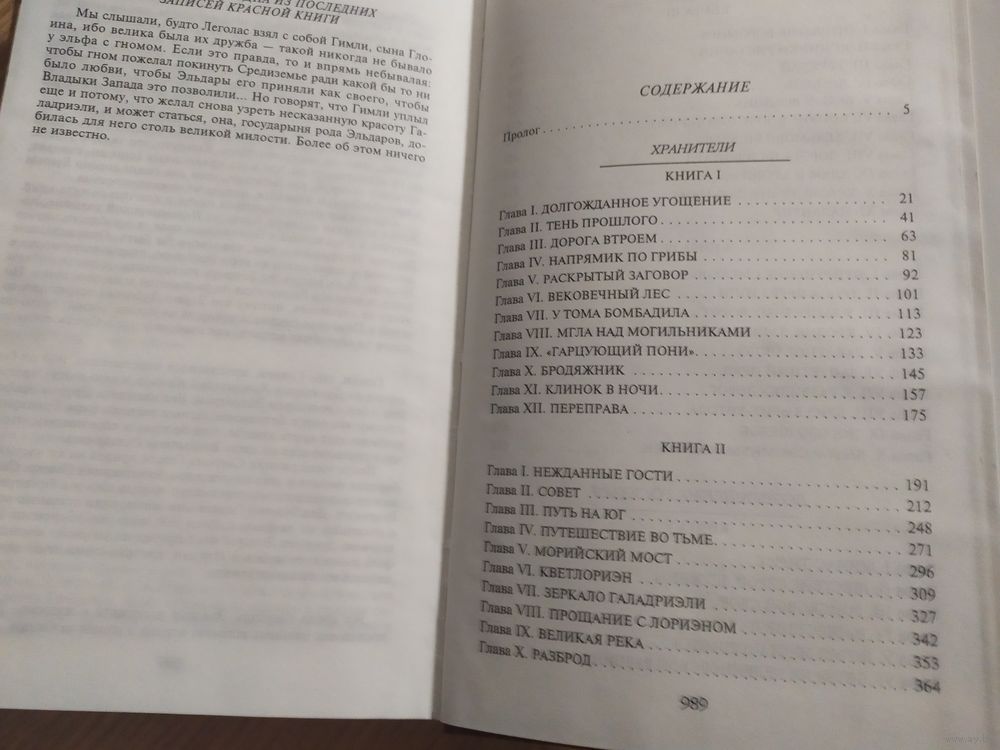 ИЗ ПОСЛЕДНИХ
ЗАПИСЕЙ КРАСНОЙ КНИГИ
Мы слышали, будто Леголас взял с собой Гимли, сына Гло-
ина, ибо велика была их дружба — такой никогда не бывало
у эльфа с гномом. Если это правда, то и впрямь небывалая:
чтобы гном пожелал покинуть Средиземье ради какой бы то ни
было любви, чтобы Эльдары его приняли как своего, чтобы
Владыки Запада это позволили... Но говорят, что Гимли уплыл
еще и потому, что желал снова узреть несказанную красоту Га-
ладриэли, и может статься, она, государыня рода Эльдаров, до-
билась для него столь великой милости. Более об этом ничего
не известно.
СОДЕРЖАНИЕ
Пролог . . . . . . . . . . 5
ХРАНИТЕЛИ
КНИГА I
Глава I. ДОЛГОЖДАННОЕ УГОЩЕНИЕ . . . . . . . . . . 21
Глава II. ТЕНЬ ПРОШЛОГО . . . . . . . . . . 41
Глава III. ДОРОГА ВТРОЕМ . . . . . . . . . . 63
Глава IV. НАПРЯМИК ПО ГРИБЫ . . . . . . . . . . 81
Глава V. РАСКРЫТЫЙ ЗАГОВОР . . . . . . . . . . 92
Глава VI. ВЕКОВЕЧНЫЙ ЛЕС . . . . . . . . . . 101
Глава VII. У ТОМА БОМБАДИЛА . . . . . . . . . . 113
Глава VIII. МГЛА НАД МОГИЛЬНИКАМИ . . . . . . . . . . 123
Глава IX. «ГАРЦУЮЩИЙ ПОНИ» . . . . . . . . . . 133
Глава X. БРОДЯЖНИК . . . . . . . . . . 145
Глава XI. КЛИНОК В НОЧИ . . . . . . . . . . 157
Глава XII. ПЕРЕПРАВА . . . . . . . . . . 175
КНИГА II
Глава I. НЕЖДАННЫЕ ГОСТИ . . . . . . . . . . 191
Глава II. СОВЕТ . . . . . . . . . . 212
Глава III. ПУТЬ НА ЮГ . . . . . . . . . . 248
Глава IV. ПУТЕШЕСТВИЕ ВО ТЬМЕ . . . . . . . . . . 271
Глава V. МОРИЙСКИЙ МОСТ . . . . . . . . . . 296
Глава VI. КВЕТЛОРИЭН . . . . . . . . . . 309
Глава VII. ЗЕРКАЛО ГАЛАДРИЭЛИ . . . . . . . . . . 327
Глава VIII. ПРОЩАНИЕ С ЛОРИЭНОМ . . . . . . . . . . 342
Глава IX. ВЕЛИКАЯ РЕКА . . . . . . . . . . 353
Глава X. РАЗБРОД . . . . . . . . . . 364
989